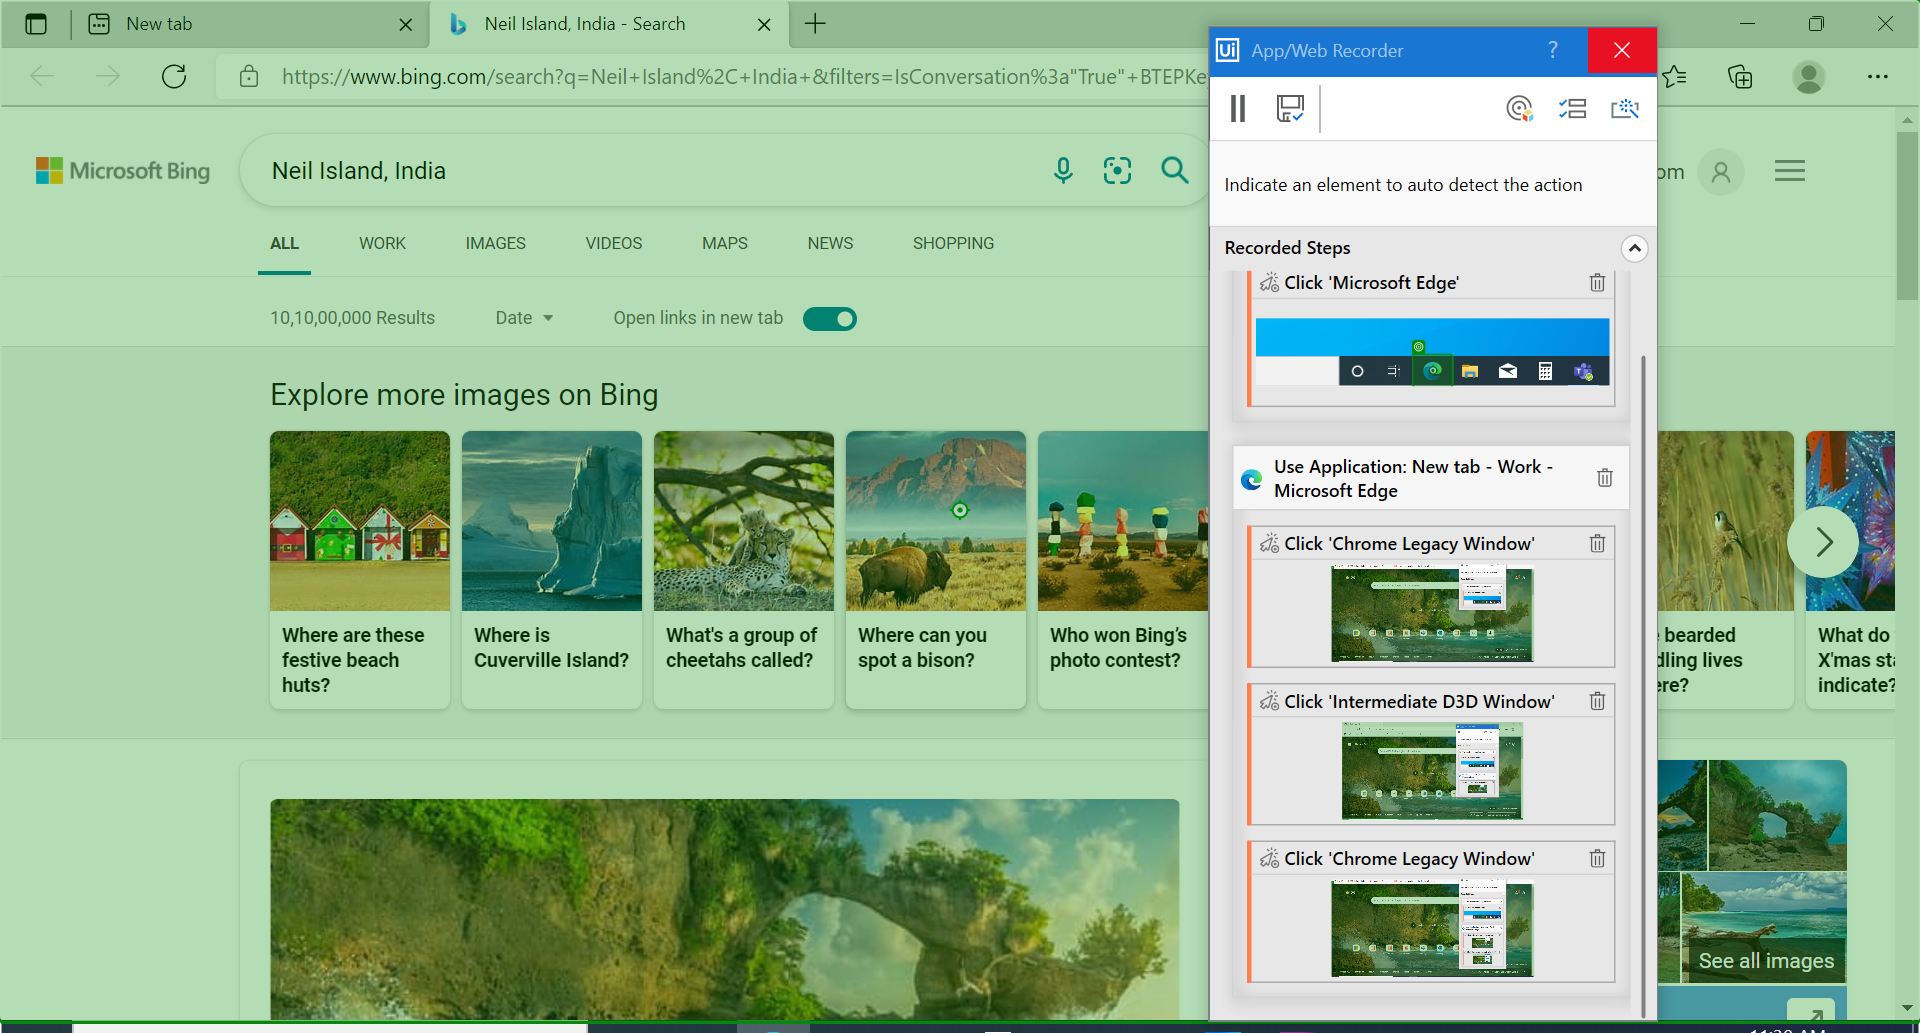 New tab
Neil Island, India - Search
https://www.bing.com/search?q=Neil+Island%2C+India+&filters=IsConversation%3a"True"+BTEPKe
Microsoft Bing
Neil Island, India
ALL WORK IMAGES VIDEOS MAPS NEWS SHOPPING
10,10,00,000 Results Date Open links in new tab
Explore more images on Bing
Where are these
festive beach
huts?
Where is
Cuverville Island?
What's a group of
cheetahs called?
Where can you
spot a bison?
Who won Bing's
photo contest?
bearded
dling lives
ere?
What do
X'mas sta
indicate?
See all images
om
Ui App/Web Recorder ?
Indicate an element to auto detect the action
Recorded Steps
Click 'Microsoft Edge'
Use Application: New tab - Work -
Microsoft Edge
Click 'Chrome Legacy Window'
Click 'Intermediate D3D Window'
Click 'Chrome Legacy Window'